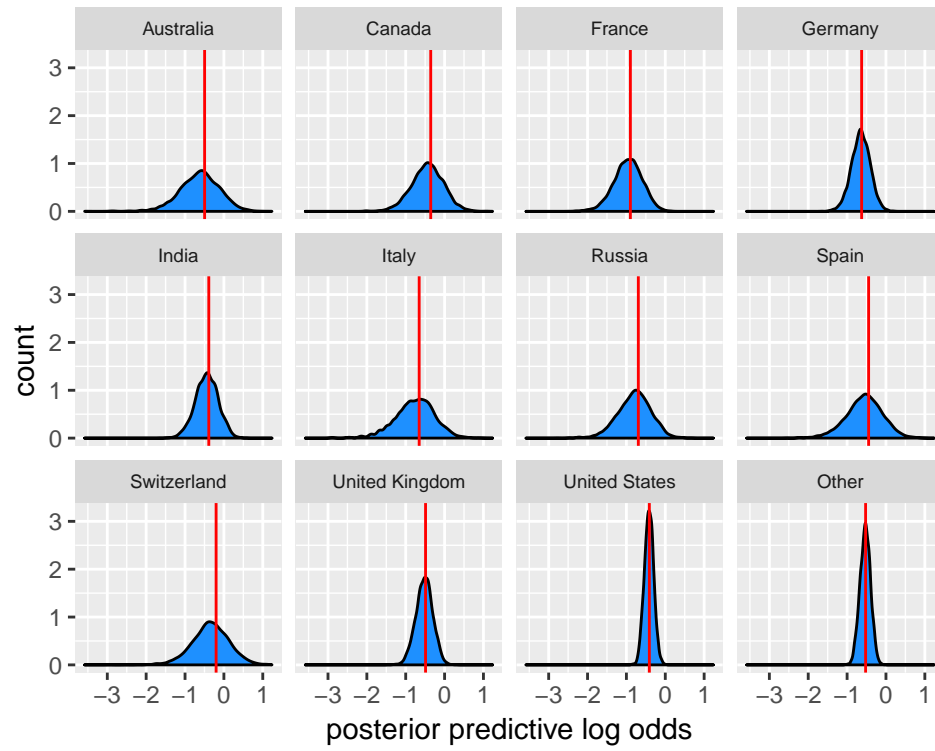 Australia Canada France Germany
3
2
1
0
India Italy Russia Spain
3
2
1
0
Switzerland United Kingdom United States Other
3
2
1
0
−3 −2 −1 0 1 −3 −2 −1 0 1 −3 −2 −1 0 1 −3 −2 −1 0 1
count
posterior predictive log odds